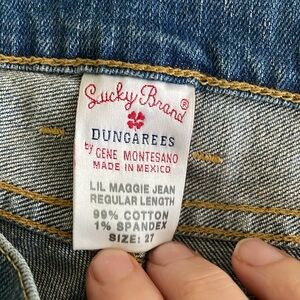 Lucky Brand®
DUNGAREES
by GENE MONTESANO
MADE IN MEXICO
LIL MAGGIE JEAN
REGULAR LENGTH
99% COTTON
1% SPANDEX
SIZE: 27